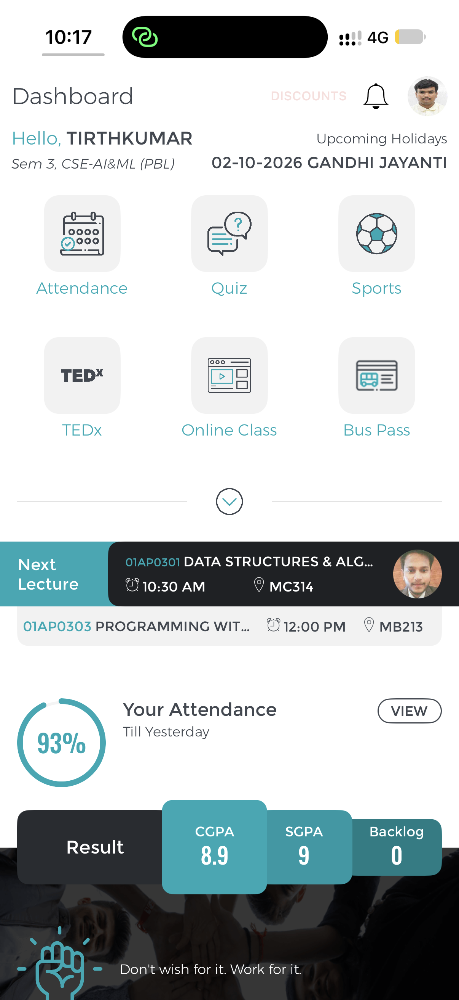 10:17
4G
Dashboard
DISCOUNTS
Hello, TIRTHKUMAR
Upcoming Holidays
Sem 3, CSE-AI&ML (PBL)
02-10-2026 GANDHI JAYANTI
Attendance
Quiz
Sports
TEDx
TEDx
Online Class
Bus Pass
Next
Lecture
01AP0301 DATA STRUCTURES & ALG...
10:30 AM
MC314
01AP0303 PROGRAMMING WIT...
12:00 PM
MB213
93%
Your Attendance
Till Yesterday
VIEW
Result
CGPA
8.9
SGPA
9
Backlog
0
Don't wish for it. Work for it.